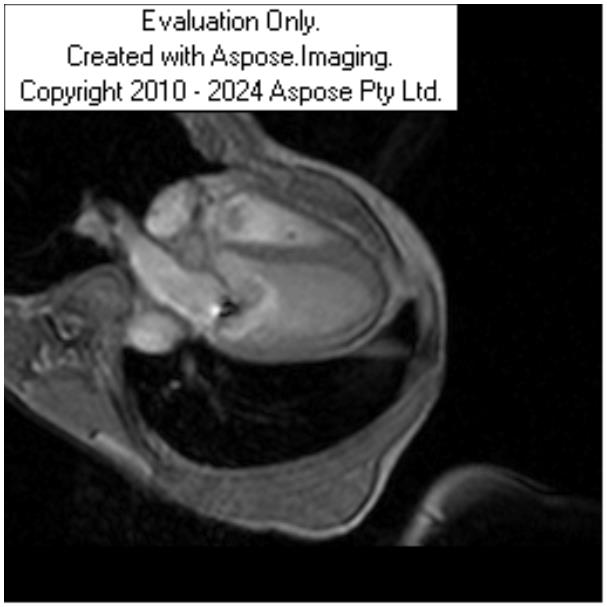 Evaluation Only.
Created with Aspose.Imaging.
Copyright 2010 - 2024 Aspose Pty Ltd.